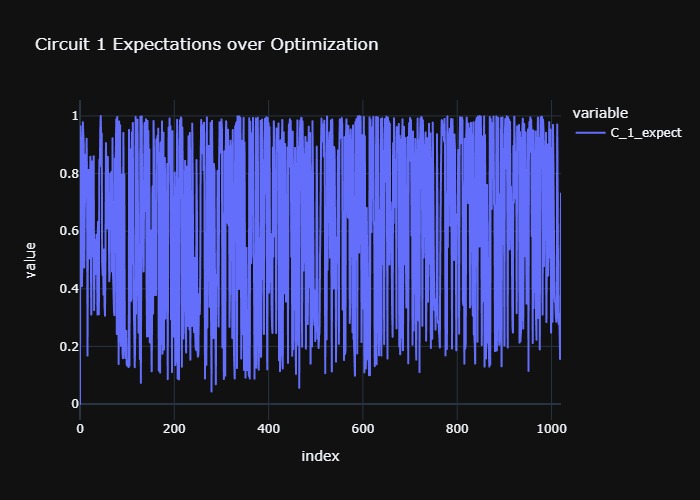 Circuit 1 Expectations over Optimization
variable
C_1_expect
1
0.8
0.6
0.4
0.2
0
value
0
200
400
600
800
1000
index